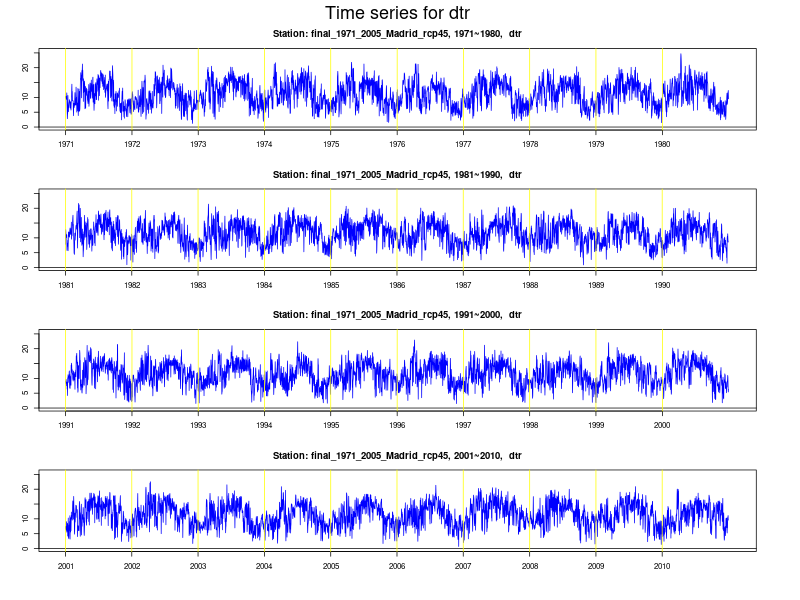 Time series for dtr
Station: final_1971_2005_Madrid_rcp45, 1971~1980, dtr
20
10
5
0
1971 1972 1973 1974 1975 1976 1977 1978 1979 1980
Station: final_1971_2005_Madrid_rcp45, 1981~1990, dtr
20
10
5
0
1981 1982 1983 1984 1985 1986 1987 1988 1989 1990
Station: final_1971_2005_Madrid_rcp45, 1991~2000, dtr
20
10
5
0
1991 1992 1993 1994 1995 1996 1997 1998 1999 2000
Station: final_1971_2005_Madrid_rcp45, 2001~2010, dtr
20
10
5
0
2001 2002 2003 2004 2005 2006 2007 2008 2009 2010